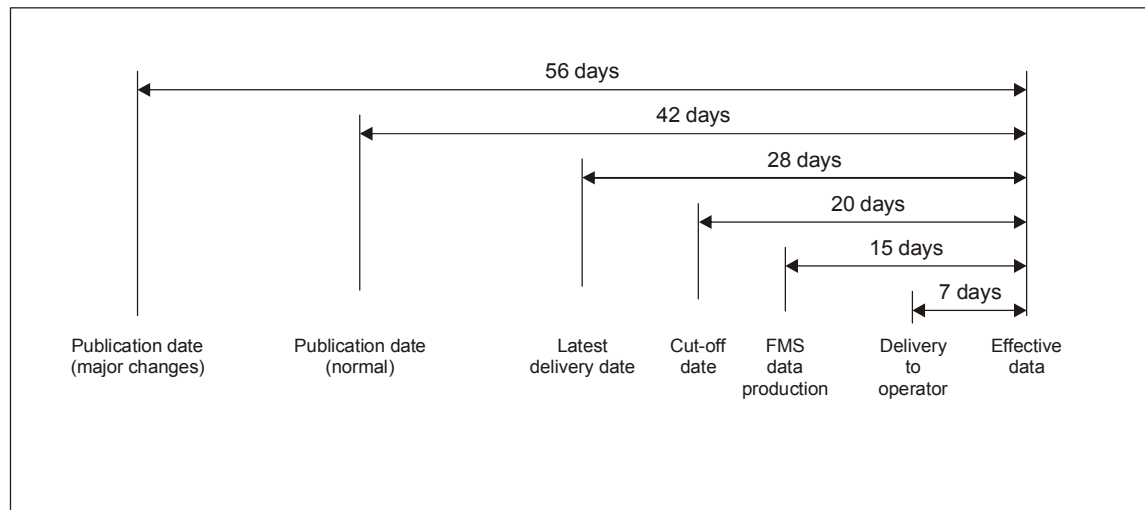 56 days
42 days
28 days
20 days
15 days
7 days
Publication date
(major changes)
Publication date
(normal)
Latest
delivery date
Cut-off
date
FMS
data
production
Delivery
to
operator
Effective
data